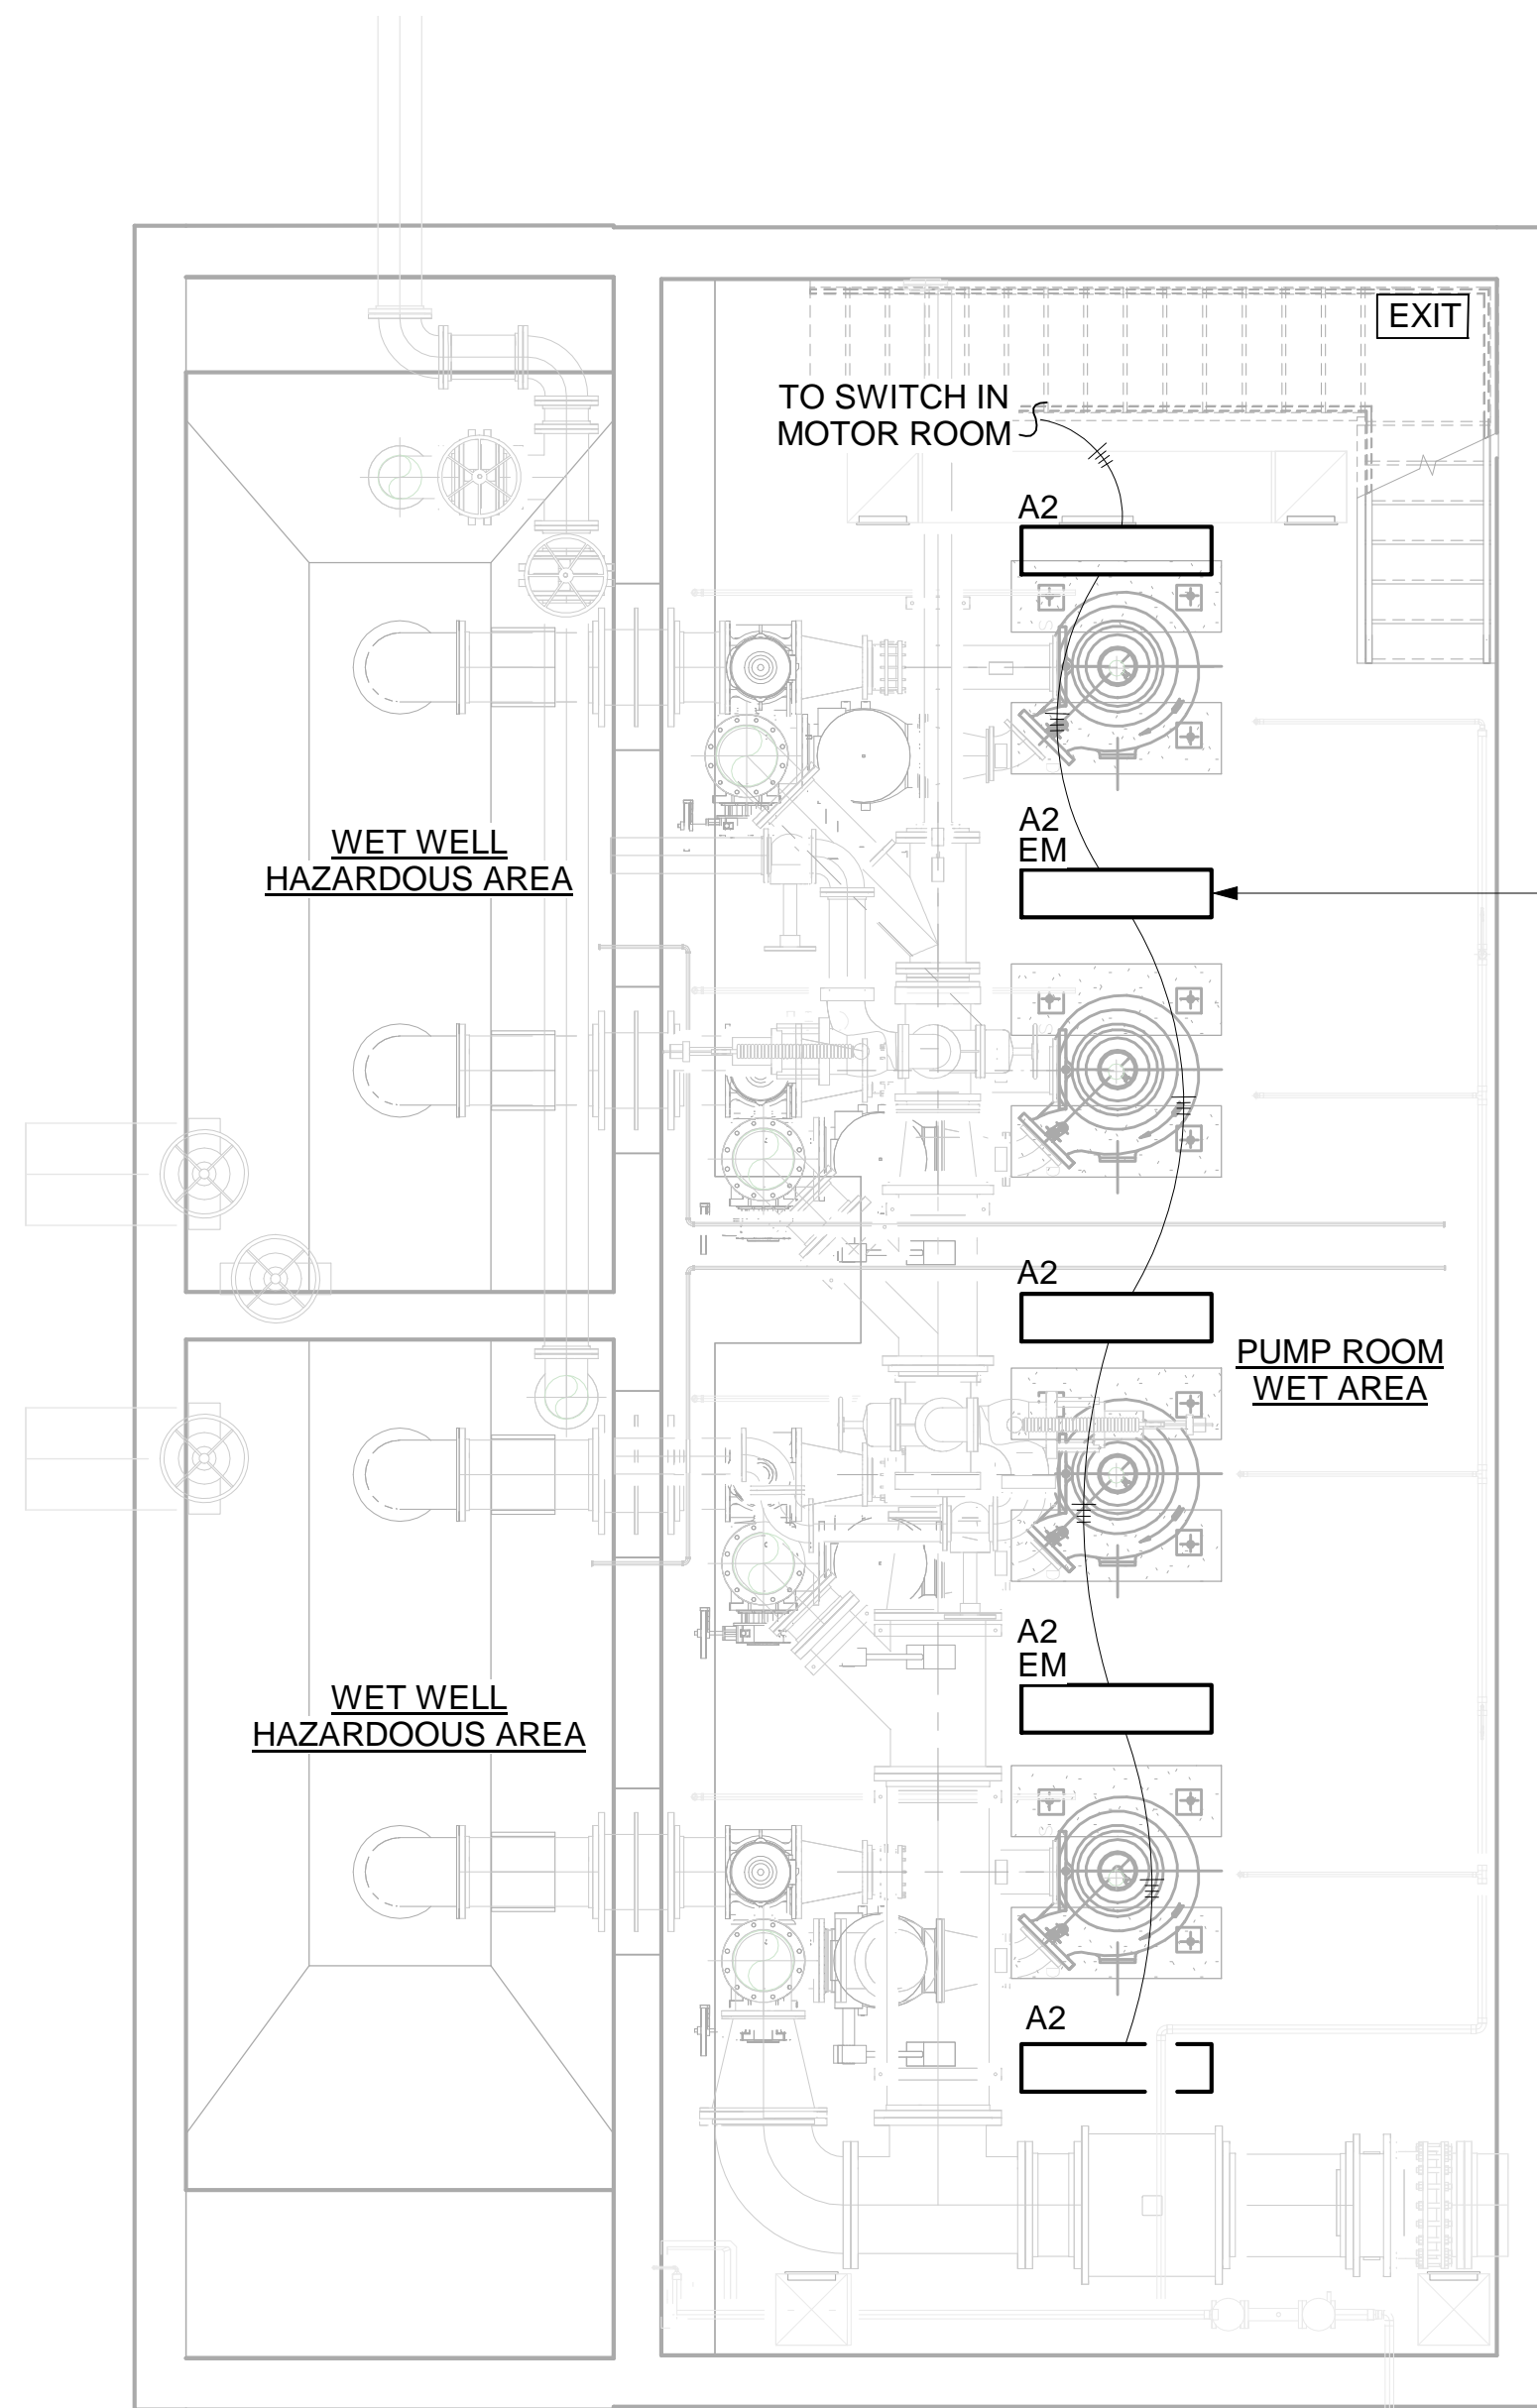 EXIT
TO SWITCH IN
MOTOR ROOM
A2
A2
EM
WET WELL
HAZARDOUS AREA
A2
PUMP ROOM
WET AREA
A2
EM
WET WELL
HAZARDOOUS AREA
A2